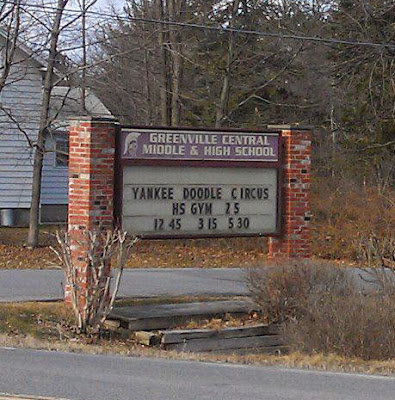 GREENVILLE CENTRAL
MIDDLE & HIGH SCHOOL
YANKEE DOODLE CIRCUS
HS GYM 2 5
12 45 3 15 5 30